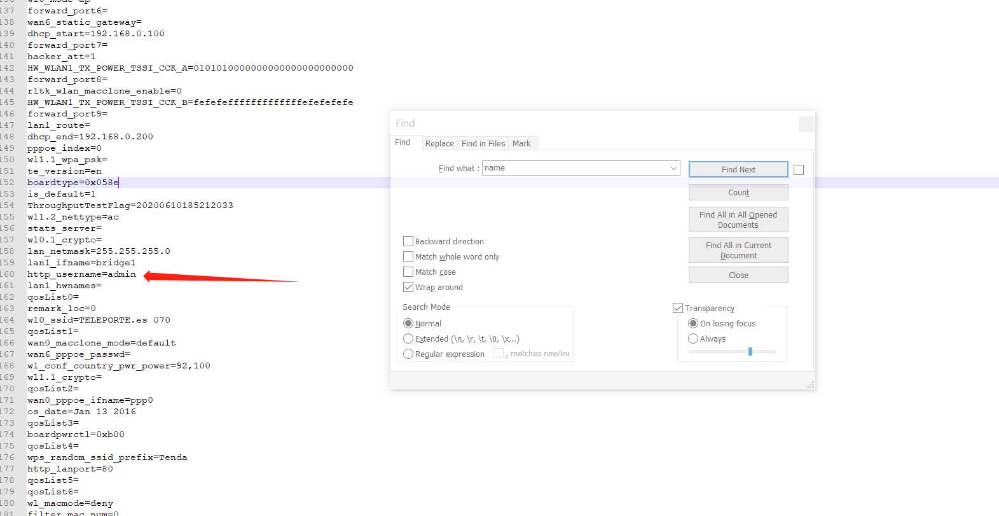 136 wl0_mode=ap
137 forward_port6=
138 wan6_static_gateway=
139 dhcp_start=192.168.0.100
140 forward_port7=
141 hacker_att=1
142 HW_WLAN1_TX_POWER_TSSI_CCK_A=0101010000000000000000000000
143 forward_port8=
144 rltk_wlan_macclone_enable=0
145 HW_WLAN1_TX_POWER_TSSI_CCK_B=fefefefffffffffffffefefefefe
146 forward_port9=
147 lan1_route=
148 dhcp_end=192.168.0.200
149 pppoe_index=0
150 wl1.1_wpa_psk=
151 te_version=en
152 boardtype=0x058e
153 is_default=1
154 ThroughputTestFlag=20200610185212033
155 wl1.2_nettype=ac
156 stats_server=
157 wl0.1_crypto=
158 lan_netmask=255.255.255.0
159 lan1_ifname=bridge1
160 http_username=admin
161 lan1_hwnames=
162 qosList0=
163 remark_loc=0
164 wl0_ssid=TELEPORTE.es 070
165 qosList1=
166 wan0_macclone_mode=default
167 wan6_pppoe_passwd=
168 wl_conf_country_pwr_power=92,100
169 wl1.1_crypto=
170 qosList2=
171 wan0_pppoe_ifname=ppp0
172 os_date=Jan 13 2016
173 qosList3=
174 boardpwrctl=0xb00
175 qosList4=
176 wps_random_ssid_prefix=Tenda
177 http_lanport=80
178 qosList5=
179 qosList6=
180 wl_macmode=deny
181 filter_mac_num=0
Find
Find Replace Find in Files Mark
Find what : name
Find Next
Count
Find All in All Opened
Documents
Find All in Current
Document
Close
Backward direction
Match whole word only
Match case
Wrap around
Search Mode
Normal
Extended (\n, \r, \t, \0, \x...)
Regular expression
. matches newline
Transparency
On losing focus
Always